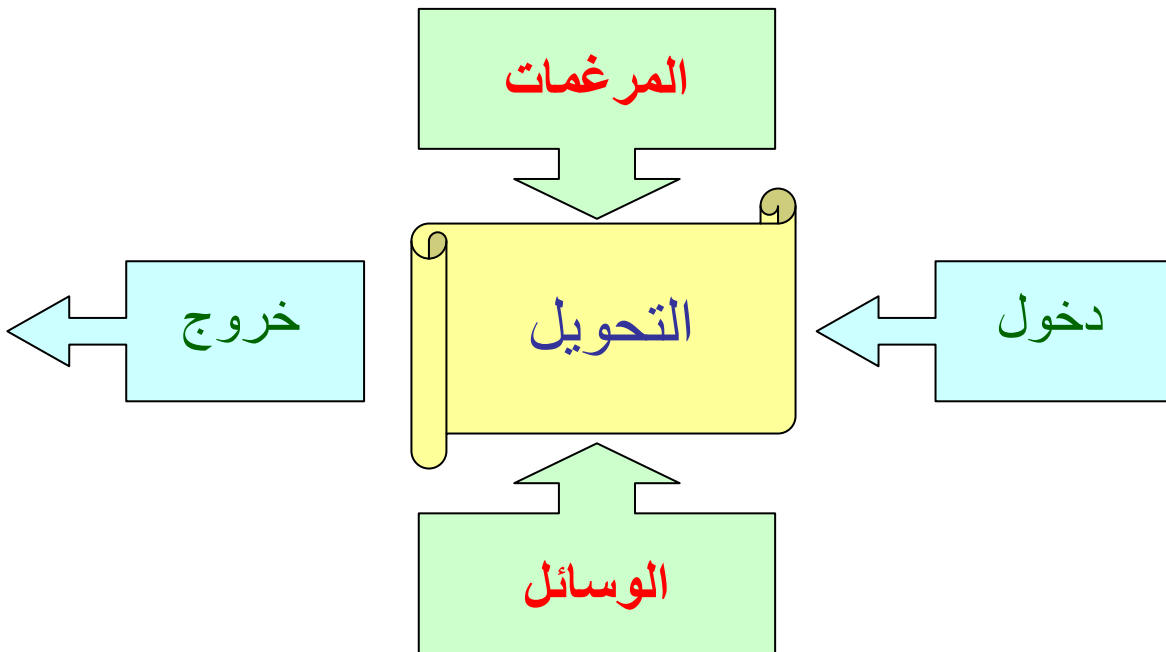 المرغمات
دخول
التحويل
خروج
الوسائل